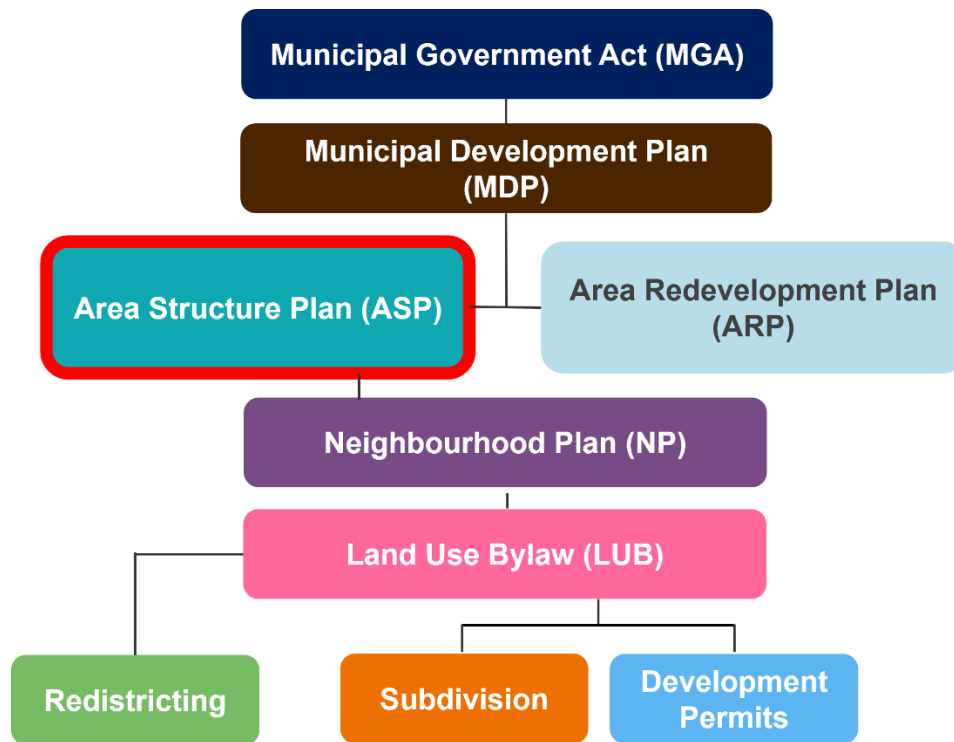 Municipal Government Act (MGA)
Municipal Development Plan
(MDP)
Area Structure Plan (ASP)
Area Redevelopment Plan
(ARP)
Neighbourhood Plan (NP)
Land Use Bylaw (LUB)
Redistricting
Subdivision
Development
Permits